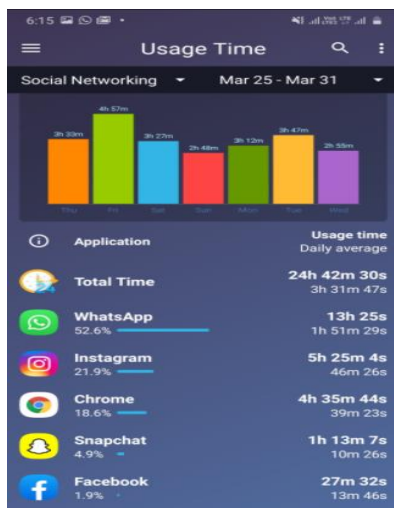 6:15
Usage Time
Social Networking Mar 25 - Mar 31
4h 57m
3h 33m 3h 27m 2h 48m 3h 12m 3h 47m 2h 55m
Thu Fri Sat Sun Mon Tue Wed
Application Usage time
Daily average
Total Time 24h 42m 30s
3h 31m 47s
WhatsApp 13h 25s
52.6% 1h 51m 29s
Instagram 5h 25m 4s
21.9% 46m 26s
Chrome 4h 35m 44s
18.6% 39m 23s
Snapchat 1h 13m 7s
4.9% 10m 26s
Facebook 27m 32s
1.9% 13m 46s